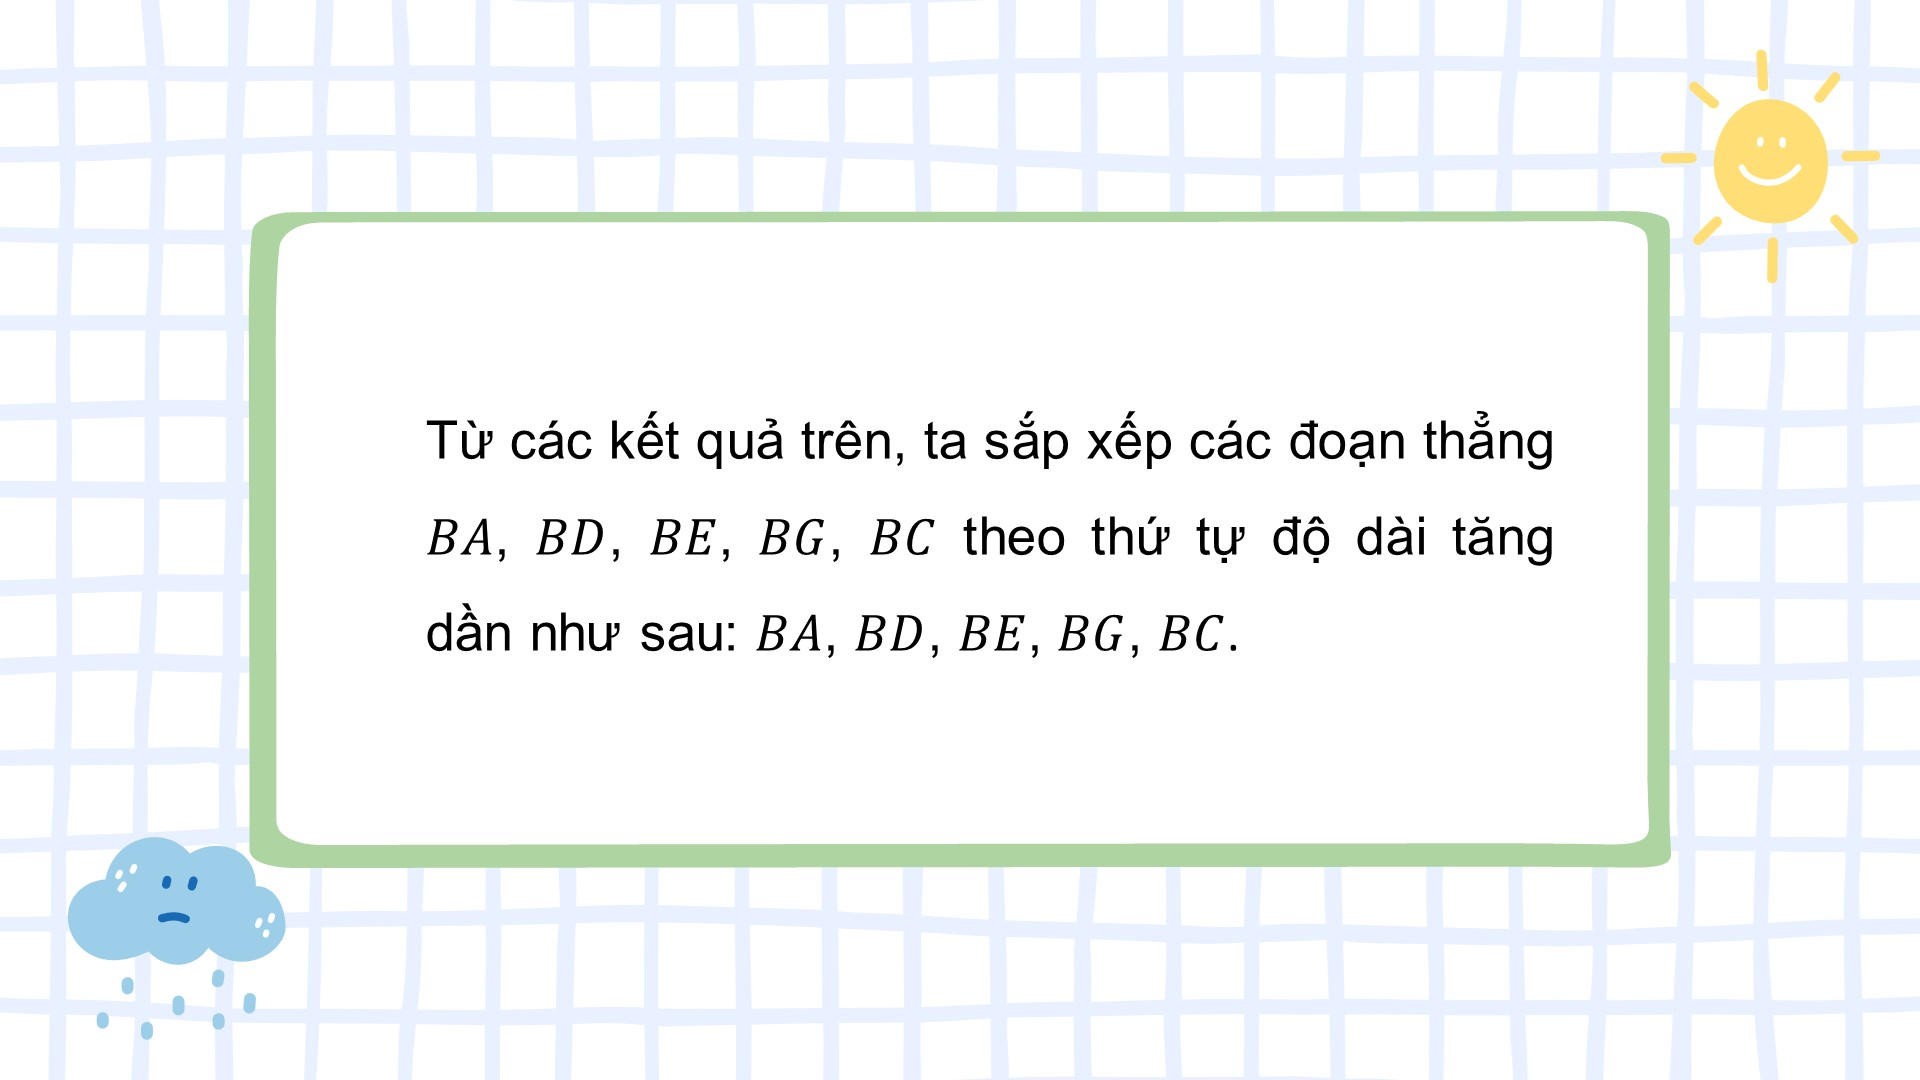 Từ các kết quả trên, ta sắp xếp các đoạn thẳng
BA, BD, BE, BG, BC theo thứ tự độ dài tăng
dần như sau: BA, BD, BE, BG, BC.